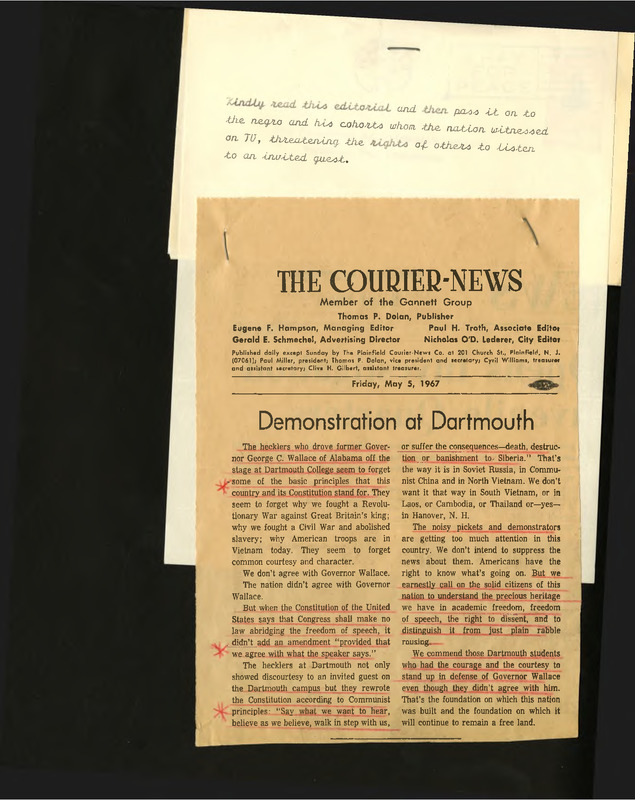 Kindly read this editorial and then pass it on to
the negro and his cohorts whom the nation witnessed
on TV, threatening the rights of others to listen
to an invited guest.
THE COURIER-NEWS
Member of the Gannett Group
Thomas P. Dolan, Publisher
Eugene F. Hampson, Managing Editor
Paul H. Troth, Associate Editor
Gerald E. Schmechel, Advertising Director
Nicholas O'D. Lederer, City Editor
Published daily except Sunday by The Plainfield Courier-News Co. at 201 Church St., Plainfield, N. J.
(07061); Paul Miller, president; Thomas P. Dolan, vice president and secretary; Cyril Williams, treasurer
and assistant secretary; Clive H. Gilbert, assistant treasurer.
Friday, May 5, 1967
Demonstration at Dartmouth
The hecklers who drove former Gover-
nor George C. Wallace of Alabama off the
stage at Dartmouth College seem to forget
some of the basic principles that this
country and its Constitution stand for. They
seem to forget why we fought a Revolu-
tionary War against Great Britain's king;
why we fought a Civil War and abolished
slavery; why American troops are in
Vietnam today. They seem to forget
common courtesy and character.
We don't agree with Governor Wallace.
The nation didn't agree with Governor
Wallace.
But when the Constitution of the United
States says that Congress shall make no
law abridging the freedom of speech, it
didn't add an amendment "provided that
we agree with what the speaker says."
The hecklers at Dartmouth not only
showed discourtesy to an invited guest on
the Dartmouth campus but they rewrote
the Constitution according to Communist
principles: "Say what we want to hear,
believe as we believe, walk in step with us,
or suffer the consequences—death, destruc-
tion or banishment to Siberia." That's
the way it is in Soviet Russia, in Commu-
nist China and in North Vietnam. We don't
want it that way in South Vietnam, or in
Laos, or Cambodia, or Thailand or—yes—
in Hanover, N. H.
The noisy pickets and demonstrators
are getting too much attention in this
country. We don't intend to suppress the
news about them. Americans have the
right to know what's going on. But we
earnestly call on the solid citizens of this
nation to understand the precious heritage
we have in academic freedom, freedom
of speech, the right to dissent, and to
distinguish it from just plain rabble
rousing.
We commend those Dartmouth students
who had the courage and the courtesy to
stand up in defense of Governor Wallace
even though they didn't agree with him.
That's the foundation on which this nation
was built and the foundation on which it
will continue to remain a free land.